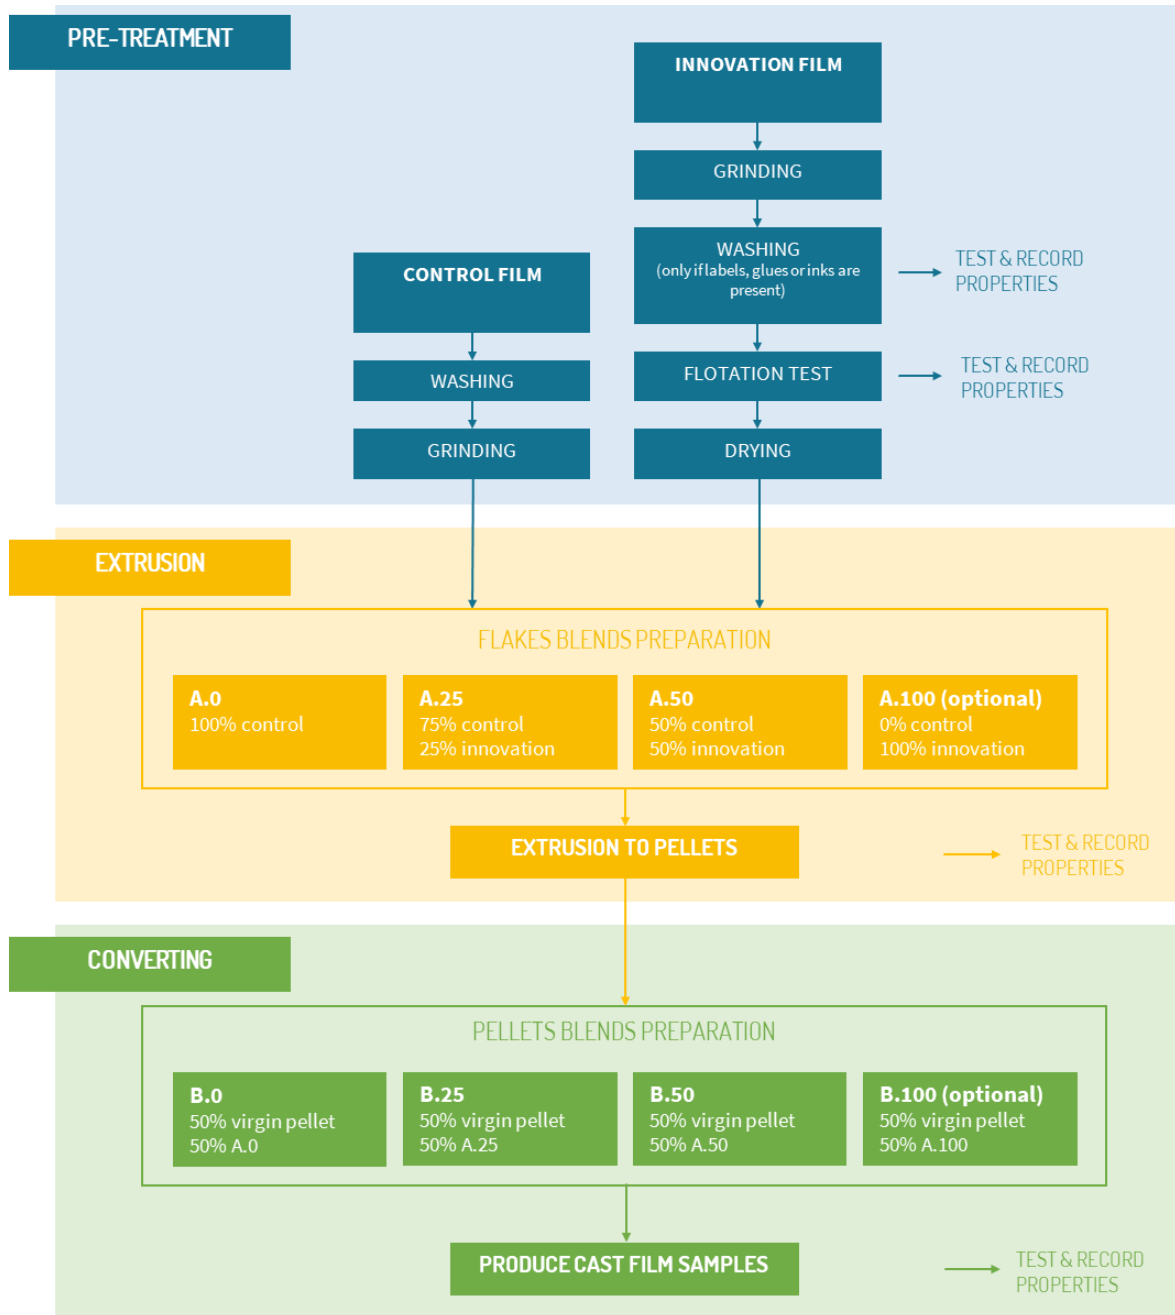 PRE-TREATMENT
INNOVATION FILM
GRINDING
WASHING
(only if labels, glues or inks are
present)
TEST & RECORD
PROPERTIES
CONTROL FILM
WASHING
FLOTATION TEST
TEST & RECORD
PROPERTIES
GRINDING
DRYING
EXTRUSION
FLAKES BLENDS PREPARATION
A.0
100% control
A.25
75% control
25% innovation
A.50
50% control
50% innovation
A.100 (optional)
0% control
100% innovation
EXTRUSION TO PELLETS
TEST & RECORD
PROPERTIES
CONVERTING
PELLETS BLENDS PREPARATION
B.0
50% virgin pellet
50% A.0
B.25
50% virgin pellet
50% A.25
B.50
50% virgin pellet
50% A.50
B.100 (optional)
50% virgin pellet
50% A.100
PRODUCE CAST FILM SAMPLES
TEST & RECORD
PROPERTIES